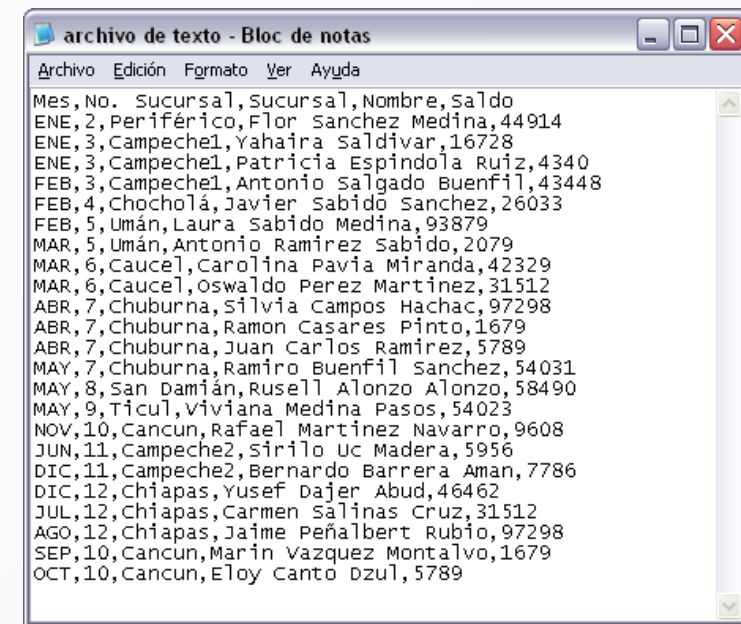 archivo de texto - Bloc de notas
Archivo Edición Formato Ver Ayuda
Mes,No. Sucursal,Sucursal,Nombre,Saldo
ENE,2,Periférico,Flor Sanchez Medina,44914
ENE,3,Campeche1,Yahaira Saldivar,16728
ENE,3,Campeche1,Patricia Espindola Ruiz,4340
FEB,3,Campeche1,Antonio Salgado Buenfil,43448
FEB,4,Chocholá,Javier Sabido Sanchez,26033
FEB,5,Umán,Laura Sabido Medina,93879
MAR,5,Umán,Antonio Ramirez Sabido,2079
MAR,6,Caucel,Carolina Pavia Miranda,42329
MAR,6,Caucel,Oswaldo Perez Martinez,31512
ABR,7,Chuburna,Silvia Campos Hachac,97298
ABR,7,Chuburna,Ramon Casares Pinto,1679
ABR,7,Chuburna,Juan Carlos Ramirez,5789
MAY,7,Chuburna,Ramiro Buenfil Sanchez,54031
MAY,8,San Damián,Rusell Alonzo Alonzo,58490
MAY,9,Ticul,Viviana Medina Pasos,54023
NOV,10,Cancun,Rafael Martinez Navarro,9608
JUN,11,Campeche2,Sirilo Uc Madera,5956
DIC,11,Campeche2,Bernardo Barrera Aman,7786
DIC,12,Chiapas,Yusef Dajer Abud,46462
JUL,12,Chiapas,Carmen Salinas Cruz,31512
AGO,12,Chiapas,Jaime Peñalbert Rubio,97298
SEP,10,Cancun,Marin Vazquez Montalvo,1679
OCT,10,Cancun,Eloy Canto Dzul,5789